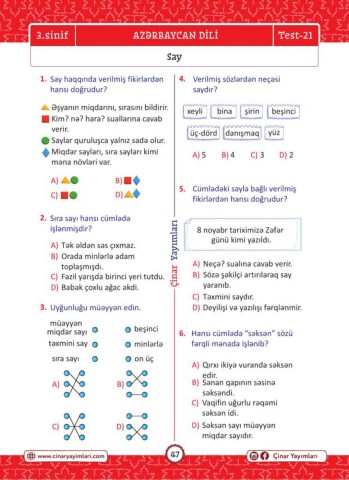 3.sinif
AZƏRBAYCAN DİLİ
Test-21
Say
1. Say haqqında verilmiş fikirlərdən
hansı doğrudur?
Əşyanın miqdarını, sırasını bildirir.
Kim? nə? hara? suallarına cavab
verir.
Saylar quruluşca yalnız sadə olur.
Miqdar sayları, sıra sayları kimi
məna növləri var.
A)
B)
C)
D)
2. Sıra sayı hansı cümlədə
işlənmişdir?
A) Tək əldən səs çıxmaz.
B) Orada minlərlə adam
toplaşmışdı.
C) Fazil yarışda birinci yeri tutdu.
D) Babək çoxlu ağac əkdi.
3. Uyğunluğu müəyyən edin.
müəyyən
miqdar sayı
beşinci
təxmini say
minlərlə
sıra sayı
on üç
A)
B)
C)
D)
Çinar Yayımları
4. Verilmiş sözlərdən neçəsi
saydır?
xeyli
bina
şirin
beşinci
üç-dörd
danışmaq
yüz
A) 5 B) 4 C) 3 D) 2
5. Cümlədəki sayla bağlı verilmiş
fikirlərdən hansı doğrudur?
8 noyabr tariximizə Zəfər
günü kimi yazıldı.
A) Neçə? sualına cavab verir.
B) Sözə şəkilçi artırılaraq say
yaranıb.
C) Təxmini saydır.
D) Deyilişi və yazılışı fərqlənmir.
6. Hansı cümlədə "səksən" sözü
fərqli mənada işlənib?
A) Qırxı ikiyə vuranda səksən
edir.
B) Sənan qapının səsinə
səksəndi.
C) Vaqifin uğurlu rəqəmi
səksən idi.
D) Səksən sayı müəyyən
miqdar sayıdır.
www.cinaryayimlari.com
47
Çinar Yayımları